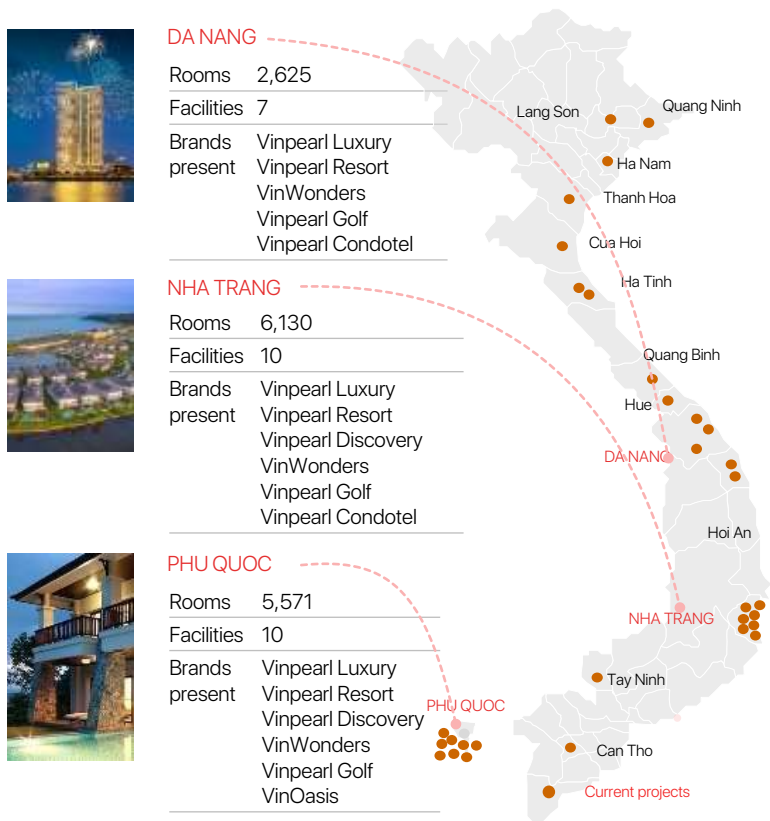 DA NANG
Rooms 2,625
Facilities 7
Brands present
Vinpearl Luxury
Vinpearl Resort
VinWonders
Vinpearl Golf
Vinpearl Condotel
NHA TRANG
Rooms 6,130
Facilities 10
Brands present
Vinpearl Luxury
Vinpearl Resort
Vinpearl Discovery
VinWonders
Vinpearl Golf
Vinpearl Condotel
PHU QUOC
Rooms 5,571
Facilities 10
Brands present
Vinpearl Luxury
Vinpearl Resort
Vinpearl Discovery
VinWonders
Vinpearl Golf
VinOasis
Lang Son
Quang Ninh
Ha Nam
Thanh Hoa
Cua Hoi
Ha Tinh
Quang Binh
Hue
DA NANG
Hoi An
NHA TRANG
Tay Ninh
PHU QUOC
Can Tho
Current projects